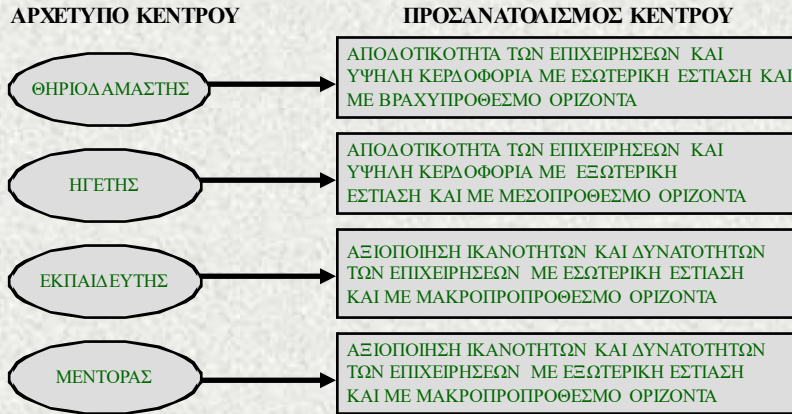 ΑΡΧΕΤΥΠΟ ΚΕΝΤΡΟΥ
ΠΡΟΣΑΝΑΤΟΛΙΣΜΟΣ ΚΕΝΤΡΟΥ
ΘΗΡΙΟΔΑΜΑΣΤΗΣ
ΑΠΟΔΟΤΙΚΟΤΗΤΑ ΤΩΝ ΕΠΙΧΕΙΡΗΣΕΩΝ ΚΑΙ
ΥΨΗΛΗ ΚΕΡΔΟΦΟΡΙΑ ΜΕ ΕΣΩΤΕΡΙΚΗ ΕΣΤΙΑΣΗ ΚΑΙ
ΜΕ ΒΡΑΧΥΠΡΟΘΕΣΜΟ ΟΡΙΖΟΝΤΑ
ΗΓΕΤΗΣ
ΑΠΟΔΟΤΙΚΟΤΗΤΑ ΤΩΝ ΕΠΙΧΕΙΡΗΣΕΩΝ ΚΑΙ
ΥΨΗΛΗ ΚΕΡΔΟΦΟΡΙΑ ΜΕ ΕΞΩΤΕΡΙΚΗ
ΕΣΤΙΑΣΗ ΚΑΙ ΜΕ ΜΕΣΟΠΡΟΘΕΣΜΟ ΟΡΙΖΟΝΤΑ
ΕΚΠΑΙΔΕΥΤΗΣ
ΑΞΙΟΠΟΙΗΣΗ ΙΚΑΝΟΤΗΤΩΝ ΚΑΙ ΔΥΝΑΤΟΤΗΤΩΝ
ΤΩΝ ΕΠΙΧΕΙΡΗΣΕΩΝ ΜΕ ΕΣΩΤΕΡΙΚΗ ΕΣΤΙΑΣΗ
ΚΑΙ ΜΕ ΜΑΚΡΟΠΡΟΠΡΟΘΕΣΜΟ ΟΡΙΖΟΝΤΑ
ΜΕΝΤΟΡΑΣ
ΑΞΙΟΠΟΙΗΣΗ ΙΚΑΝΟΤΗΤΩΝ ΚΑΙ ΔΥΝΑΤΟΤΗΤΩΝ
ΤΩΝ ΕΠΙΧΕΙΡΗΣΕΩΝ ΜΕ ΕΞΩΤΕΡΙΚΗ ΕΣΤΙΑΣΗ
ΚΑΙ ΜΕ ΜΑΚΡΟΠΡΟΠΡΟΘΕΣΜΟ ΟΡΙΖΟΝΤΑ